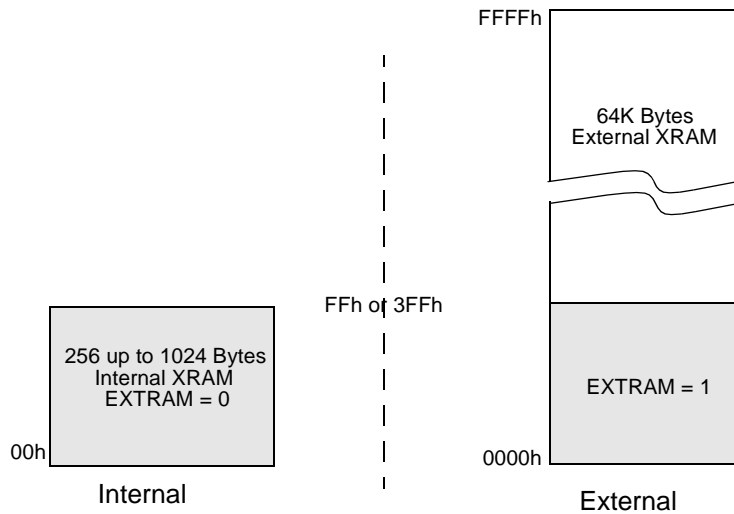 FFFFh
64K Bytes
External XRAM
FFh or 3FFh
256 up to 1024 Bytes
Internal XRAM
EXTRAM = 0
EXTRAM = 1
00h
0000h
Internal
External